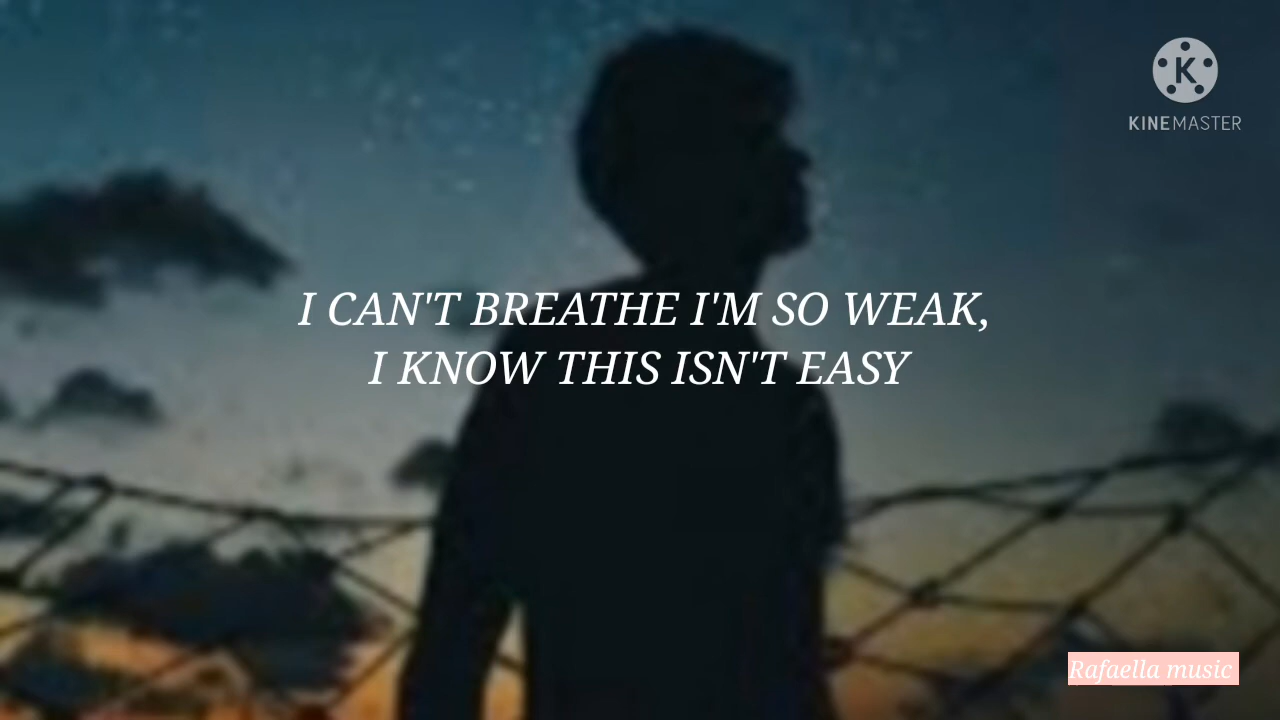 KINEMASTER
I CAN'T BREATHE I'M SO WEAK,
I KNOW THIS ISN'T EASY
Rafaella music